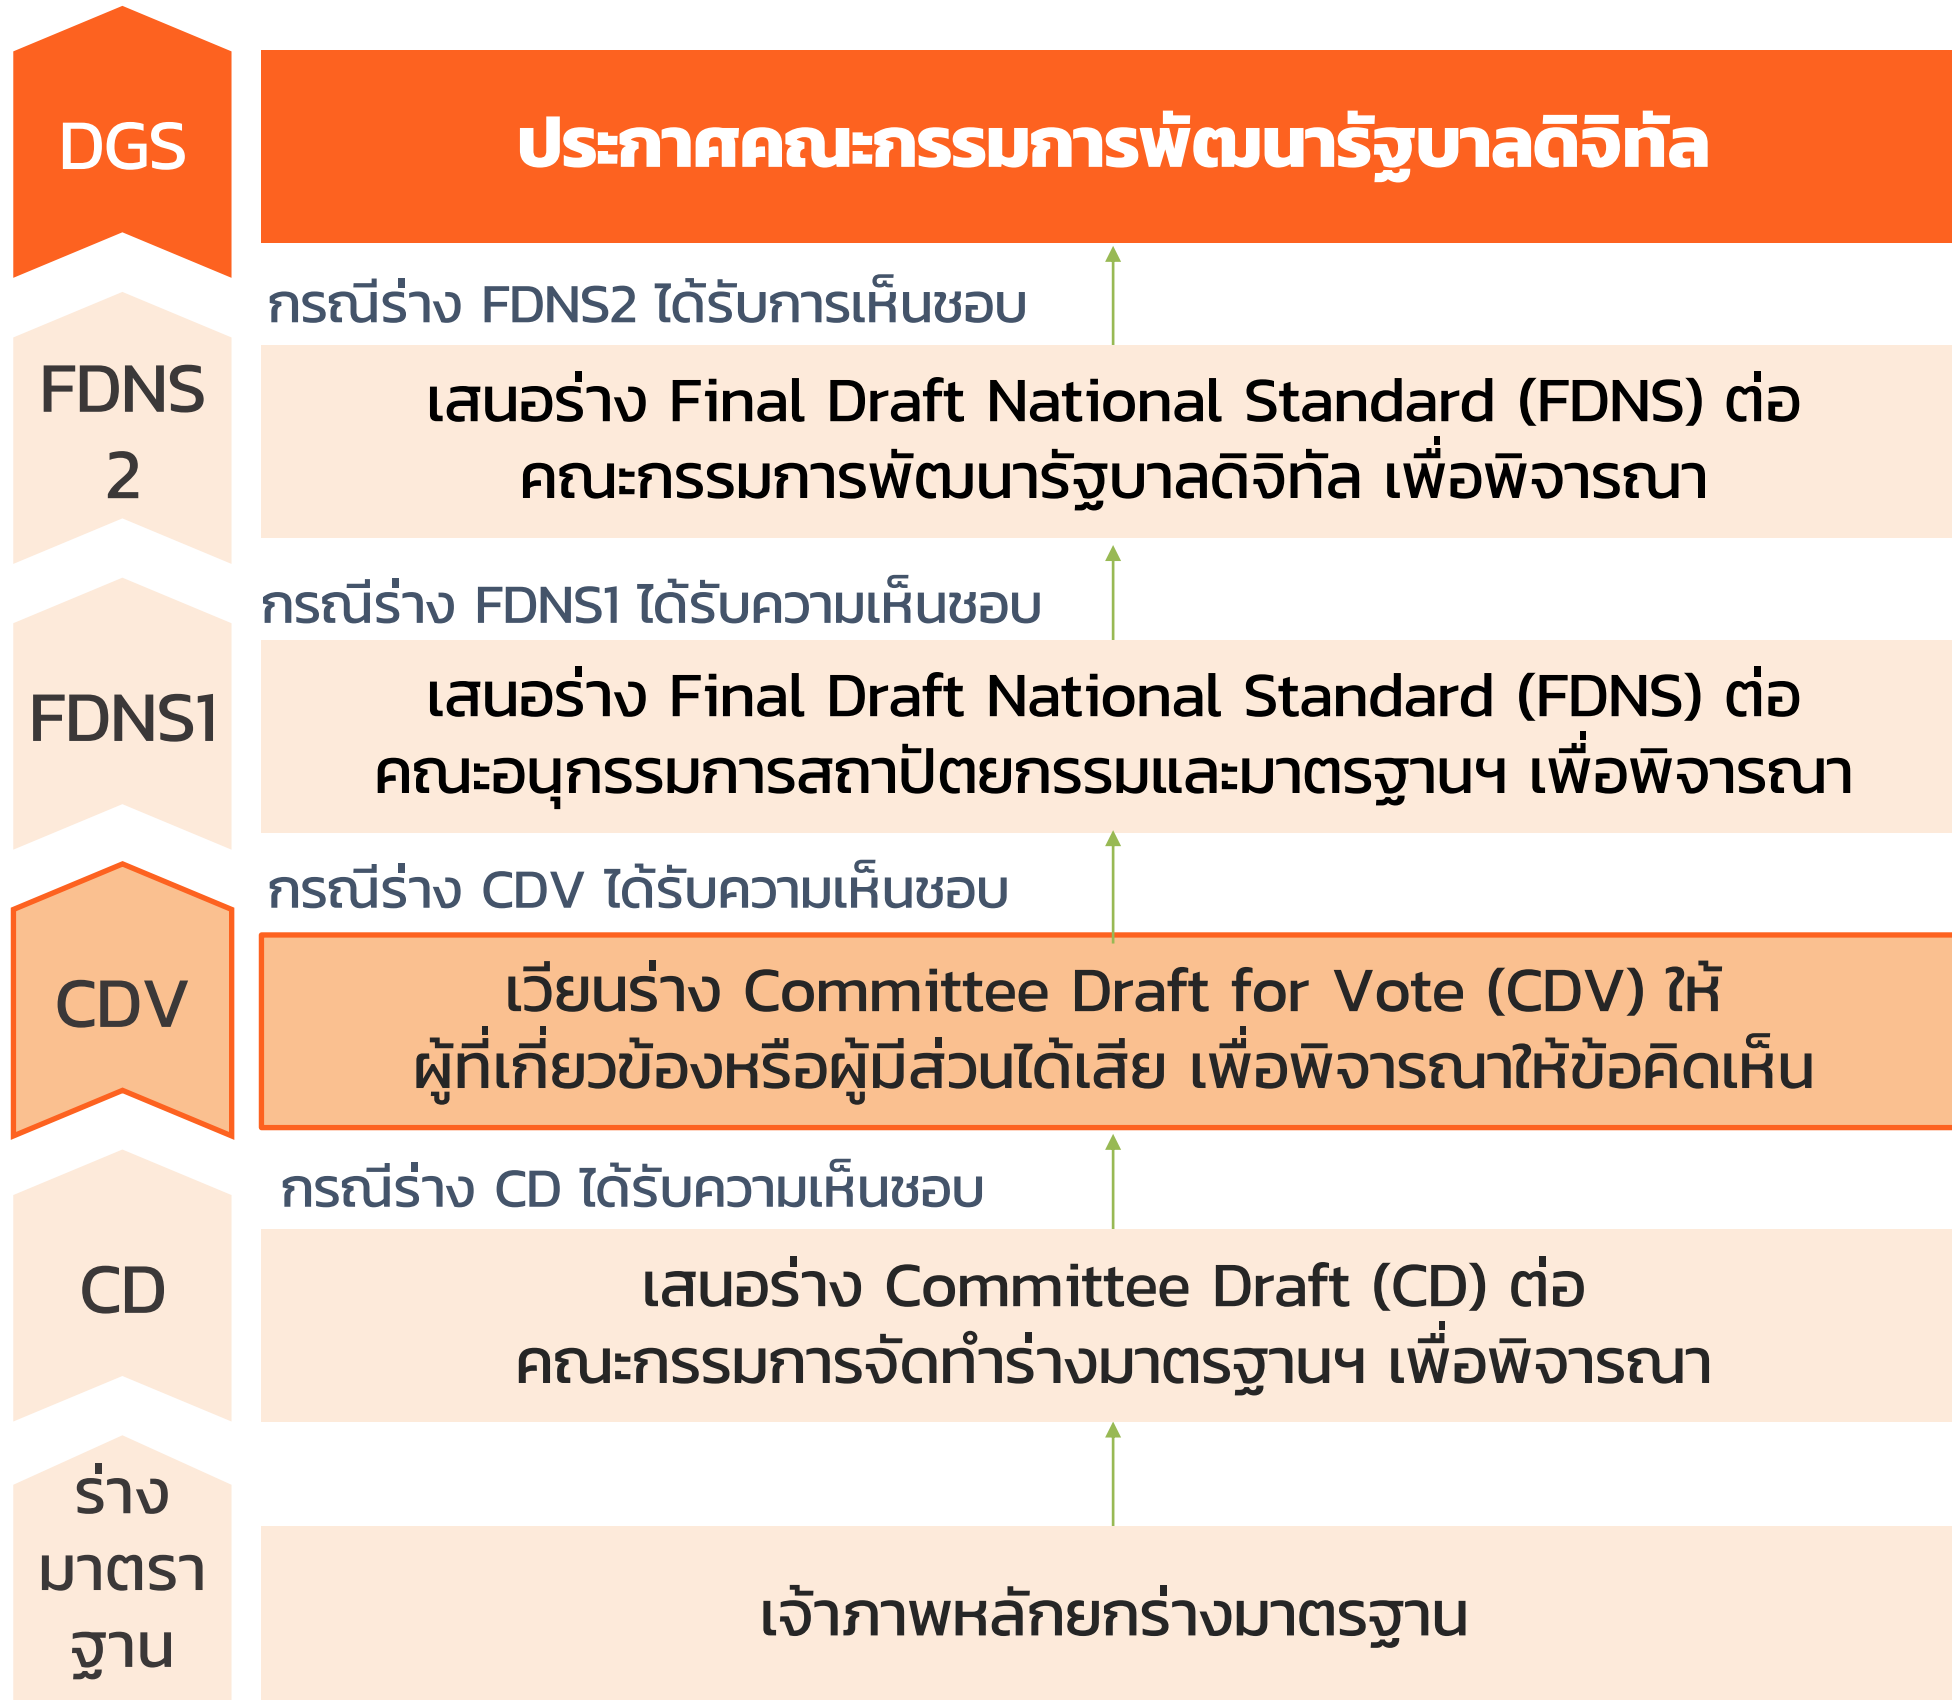 DGS
ประกาศคณะกรรมการพัฒนารัฐบาลดิจิทัล
กรณีร่าง FDNS2 ได้รับการเห็นชอบ
FDNS
2
เสนอร่าง Final Draft National Standard (FDNS) ต่อ
คณะกรรมการพัฒนารัฐบาลดิจิทัล เพื่อพิจารณา
กรณีร่าง FDNS1 ได้รับความเห็นชอบ
FDNS1
เสนอร่าง Final Draft National Standard (FDNS) ต่อ
คณะอนุกรรมการสถาปัตยกรรมและมาตรฐานฯ เพื่อพิจารณา
กรณีร่าง CDV ได้รับความเห็นชอบ
CDV
เวียนร่าง Committee Draft for Vote (CDV) ให้
ผู้ที่เกี่ยวข้องหรือผู้มีส่วนได้เสีย เพื่อพิจารณาให้ข้อคิดเห็น
กรณีร่าง CD ได้รับความเห็นชอบ
CD
เสนอร่าง Committee Draft (CD) ต่อ
คณะกรรมการจัดทำร่างมาตรฐานฯ เพื่อพิจารณา
ร่าง
มาตรา
ฐาน
เจ้าภาพหลักยกร่างมาตรฐาน